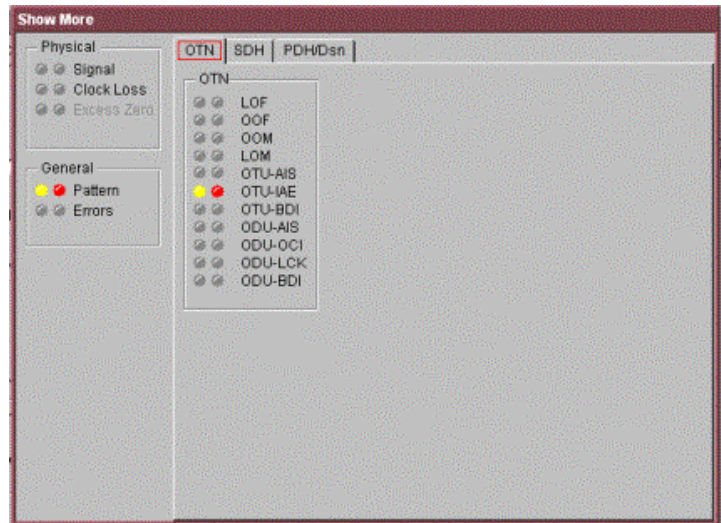 Show More
Physical
Signal
Clock Loss
Excess Zero
General
Pattern
Errors
OTN SDH PDH/Dsn
OTN
LOF
OOF
OOM
LOM
OTU-AIS
OTU-IAE
OTU-BDI
ODU-AIS
ODU-OCI
ODU-LCK
ODU-BDI